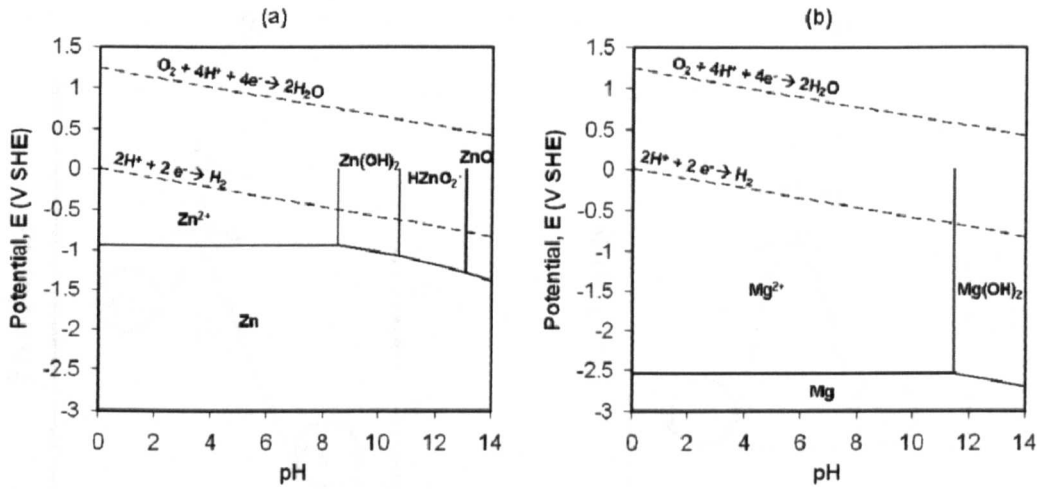 (a)
1.5
1
0.5
0
-0.5
-1
-1.5
-2
-2.5
-3
Potential, E (V SHE)
O₂ + 4H⁺ + 4e⁻→ 2H₂O
2H⁺ + 2 e⁻→ H₂
Zn(OH)₂
ZnO
HZnO₂⁻
Zn²⁺
Zn
0 2 4 6 8 10 12 14
pH
(b)
1.5
1
0.5
0
-0.5
-1
-1.5
-2
-2.5
-3
Potential, E (V SHE)
O₂ + 4H⁺ + 4e⁻→ 2H₂O
2H⁺ + 2 e⁻→ H₂
Mg²⁺
Mg(OH)₂
Mg
0 2 4 6 8 10 12 14
pH